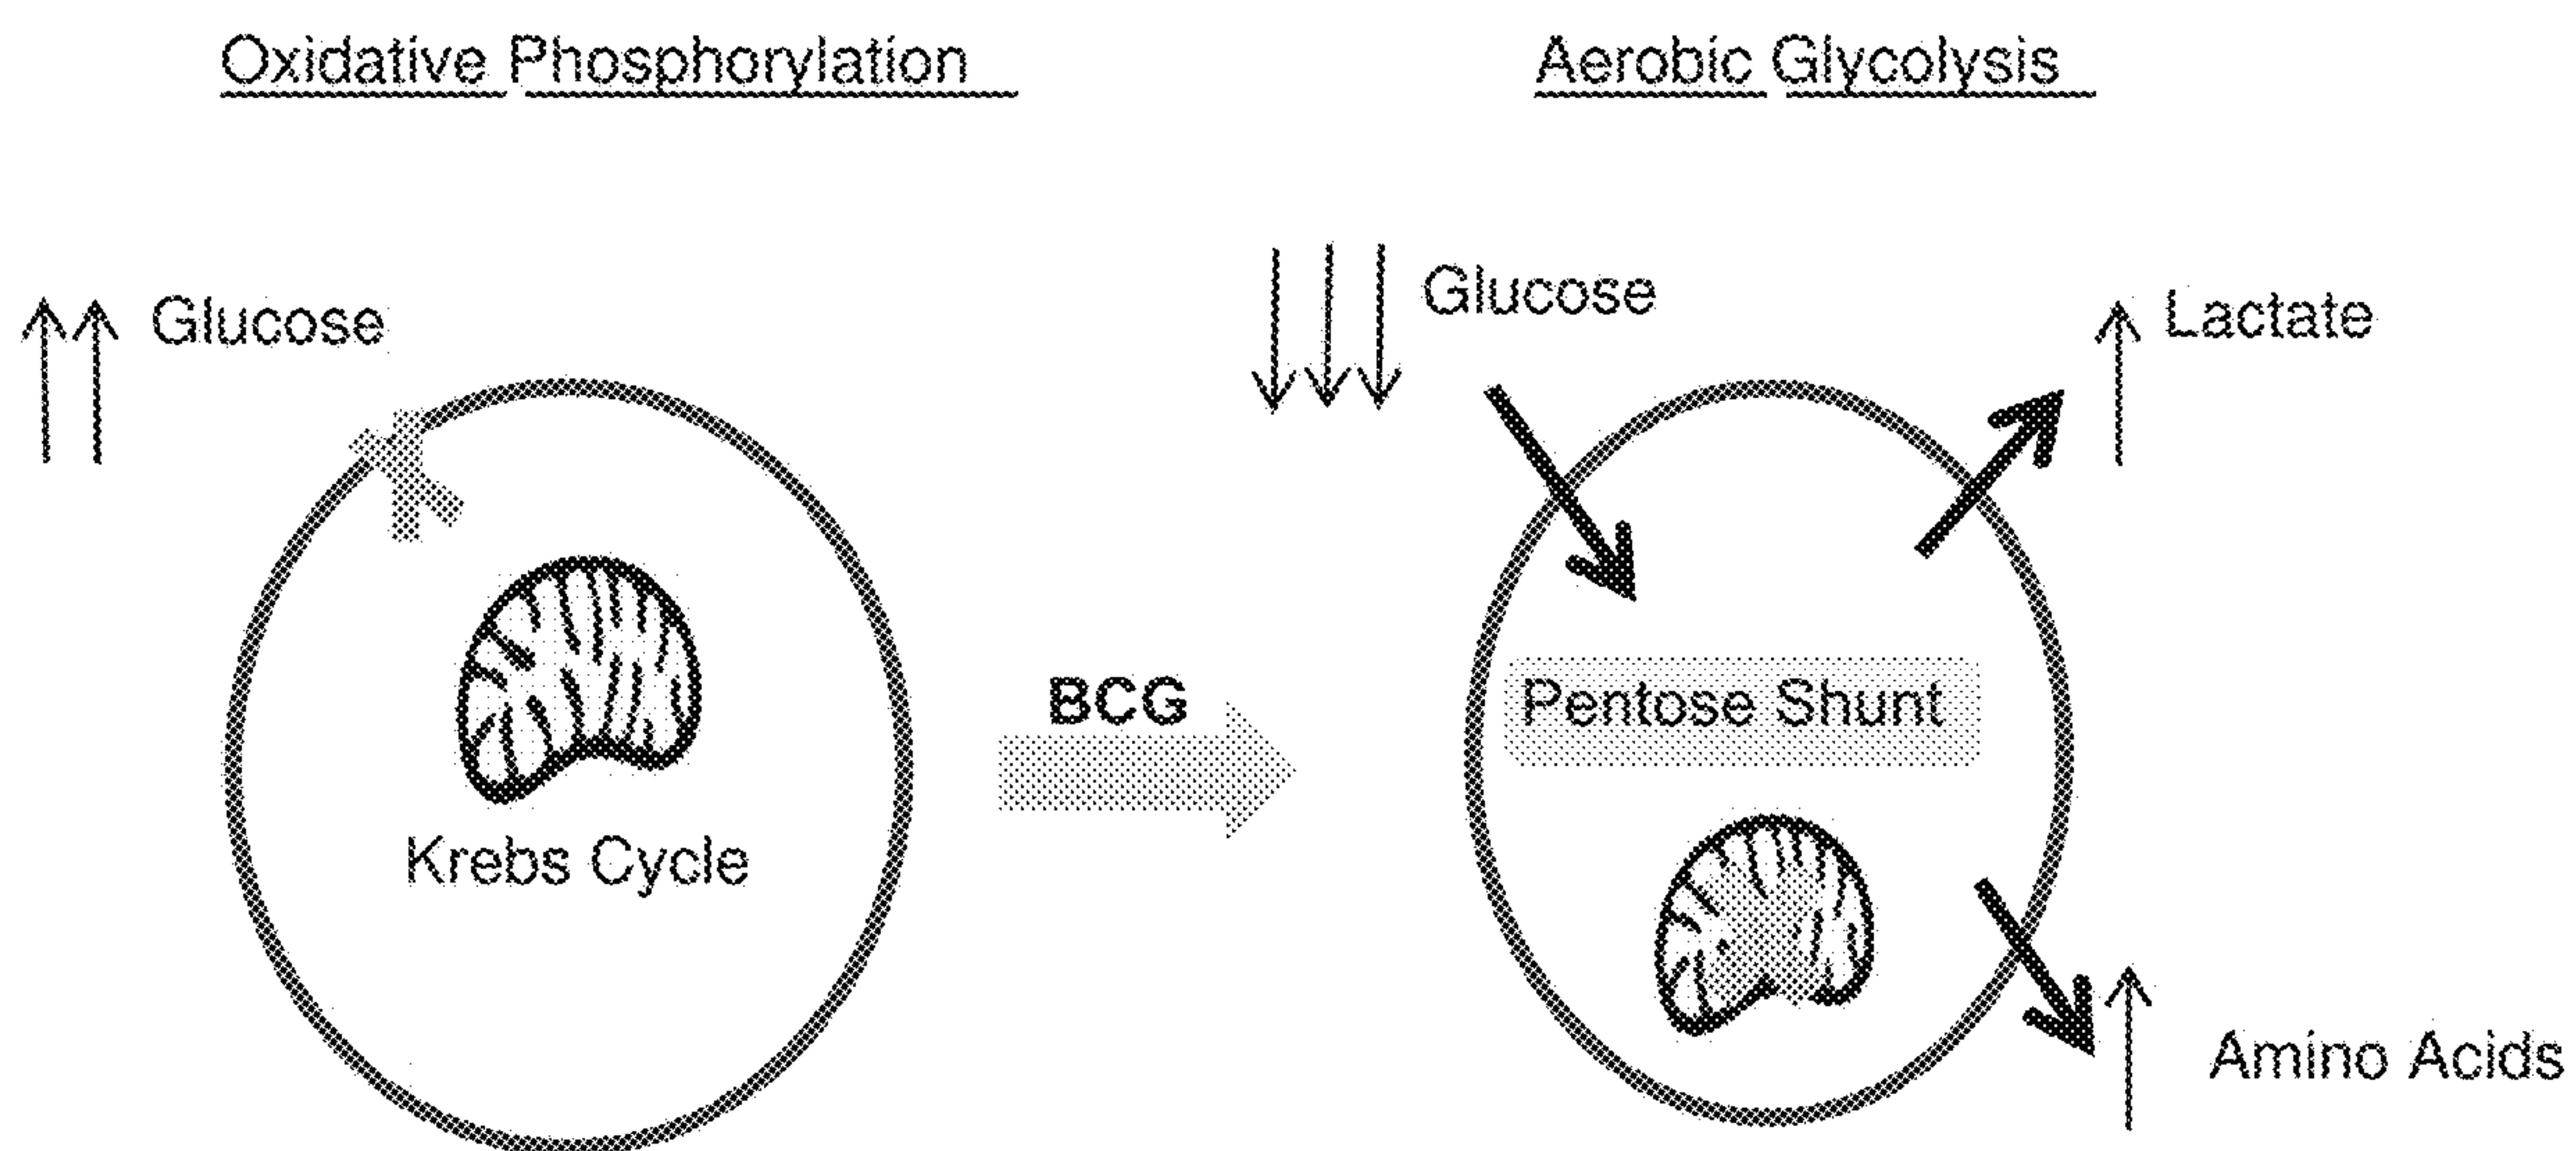 Oxidative Phosphorylation
Aerobic Glycolysis
Glucose
Glucose
Lactate
BCG
Pentose Shunt
Krebs Cycle
Amino Acids